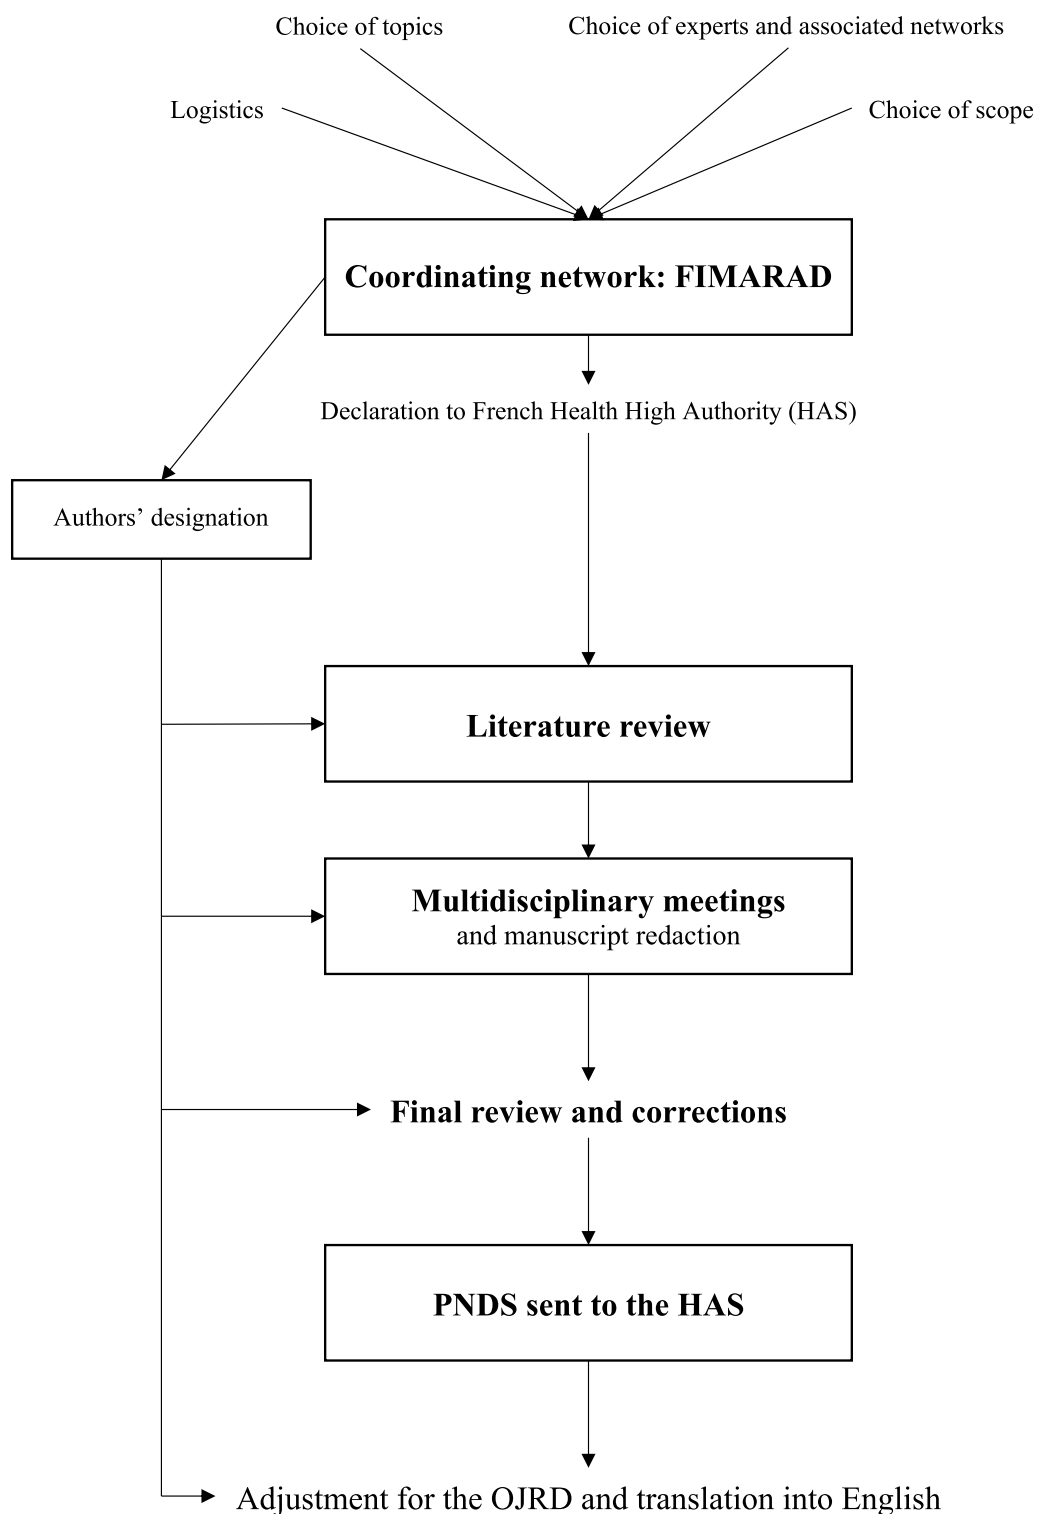 Choice of topics
Choice of experts and associated networks
Logistics
Choice of scope
Coordinating network: FIMARAD
Declaration to French Health High Authority (HAS)
Authors’ designation
Literature review
Multidisciplinary meetings
and manuscript redaction
Final review and corrections
PNDS sent to the HAS
Adjustment for the OJRD and translation into English